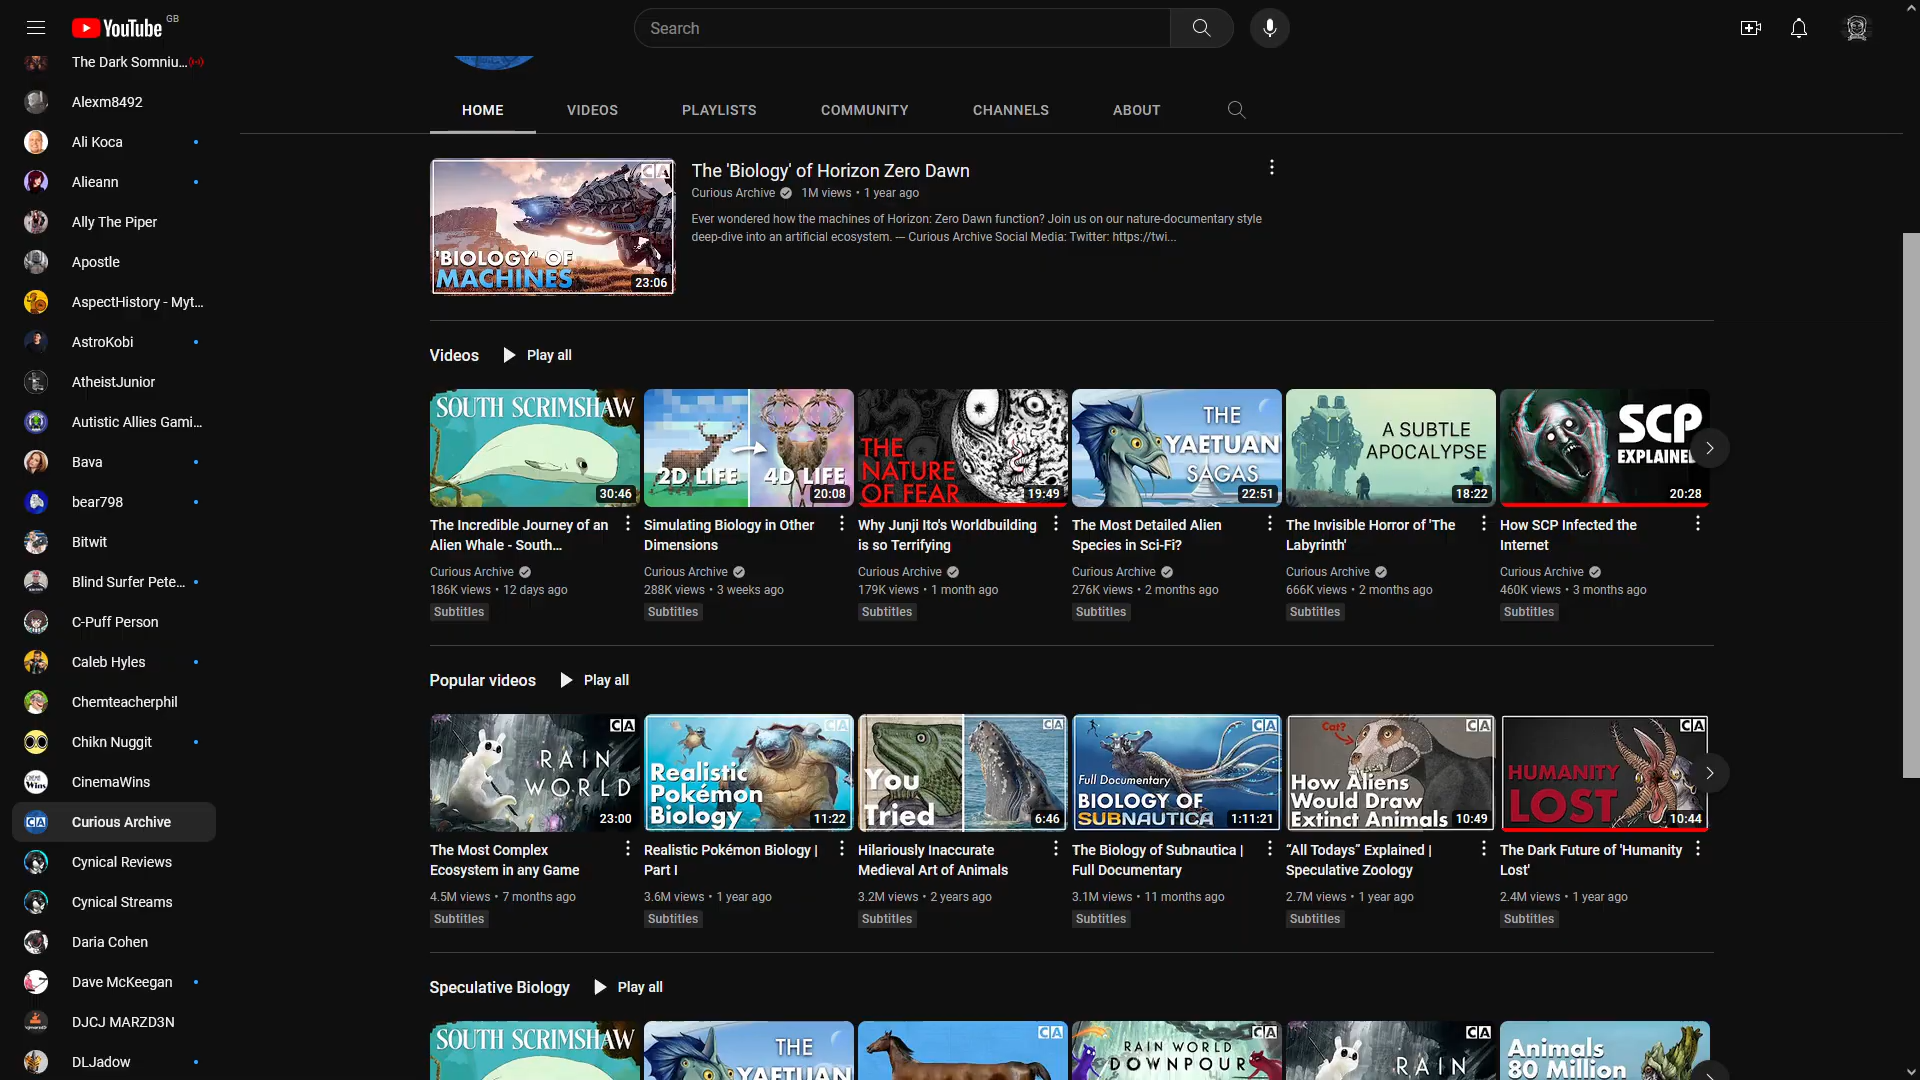 YouTube GB
Search
The Dark Somniu...
Alexm8492
Ali Koca
Alieann
Ally The Piper
Apostle
AspectHistory - Myt...
AstroKobi
AtheistJunior
Autistic Allies Gami...
Bava
bear798
Bitwit
Blind Surfer Pete...
C-Puff Person
Caleb Hyles
Chemteacherphil
Chikn Nuggit
CinemaWins
Curious Archive
Cynical Reviews
Cynical Streams
Daria Cohen
Dave McKeegan
DJCJ MARZD3N
DLJadow
HOME VIDEOS PLAYLISTS COMMUNITY CHANNELS ABOUT
CA
'BIOLOGY' OF
MACHINES
23:06
The 'Biology' of Horizon Zero Dawn
Curious Archive 1M views • 1 year ago
Ever wondered how the machines of Horizon: Zero Dawn function? Join us on our nature-documentary style
deep-dive into an artificial ecosystem. — Curious Archive Social Media: Twitter: https://twi...
Videos Play all
SOUTH SCRIMSHAW
30:46
The Incredible Journey of an
Alien Whale - South...
Curious Archive
186K views • 12 days ago
Subtitles
2D LIFE 4D LIFE
20:08
Simulating Biology in Other
Dimensions
Curious Archive
288K views • 3 weeks ago
Subtitles
THE
NATURE
OF FEAR
19:49
Why Junji Ito's Worldbuilding
is so Terrifying
Curious Archive
179K views • 1 month ago
Subtitles
THE
YAETUAN
SAGAS
22:51
The Most Detailed Alien
Species in Sci-Fi?
Curious Archive
276K views • 2 months ago
Subtitles
A SUBTLE
APOCALYPSE
18:22
The Invisible Horror of 'The
Labyrinth'
Curious Archive
666K views • 2 months ago
Subtitles
SCP
EXPLAINED
20:28
How SCP Infected the
Internet
Curious Archive
460K views • 3 months ago
Subtitles
Popular videos Play all
CA
RAIN
WORLD
23:00
The Most Complex
Ecosystem in any Game
4.5M views • 7 months ago
Subtitles
CA
Realistic
Pokémon
Biology
11:22
Realistic Pokémon Biology |
Part I
3.6M views • 1 year ago
Subtitles
CA
You
Tried
6:46
Hilariously Inaccurate
Medieval Art of Animals
3.2M views • 2 years ago
Subtitles
CA
Full Documentary
BIOLOGY OF
SUBNAUTICA
1:11:21
The Biology of Subnautica |
Full Documentary
3.1M views • 11 months ago
Subtitles
CA
Cat?
How Aliens
Would Draw
Extinct Animals
10:49
“All Todays” Explained |
Speculative Zoology
2.7M views • 1 year ago
Subtitles
CA
HUMANITY
LOST
10:44
The Dark Future of 'Humanity
Lost'
2.4M views • 1 year ago
Subtitles
Speculative Biology Play all
SOUTH SCRIMSHAW
THE
YAETUAN
CA
CA
RAIN WORLD
DOWNPOUR
CA
RAIN
Animals
80 Million